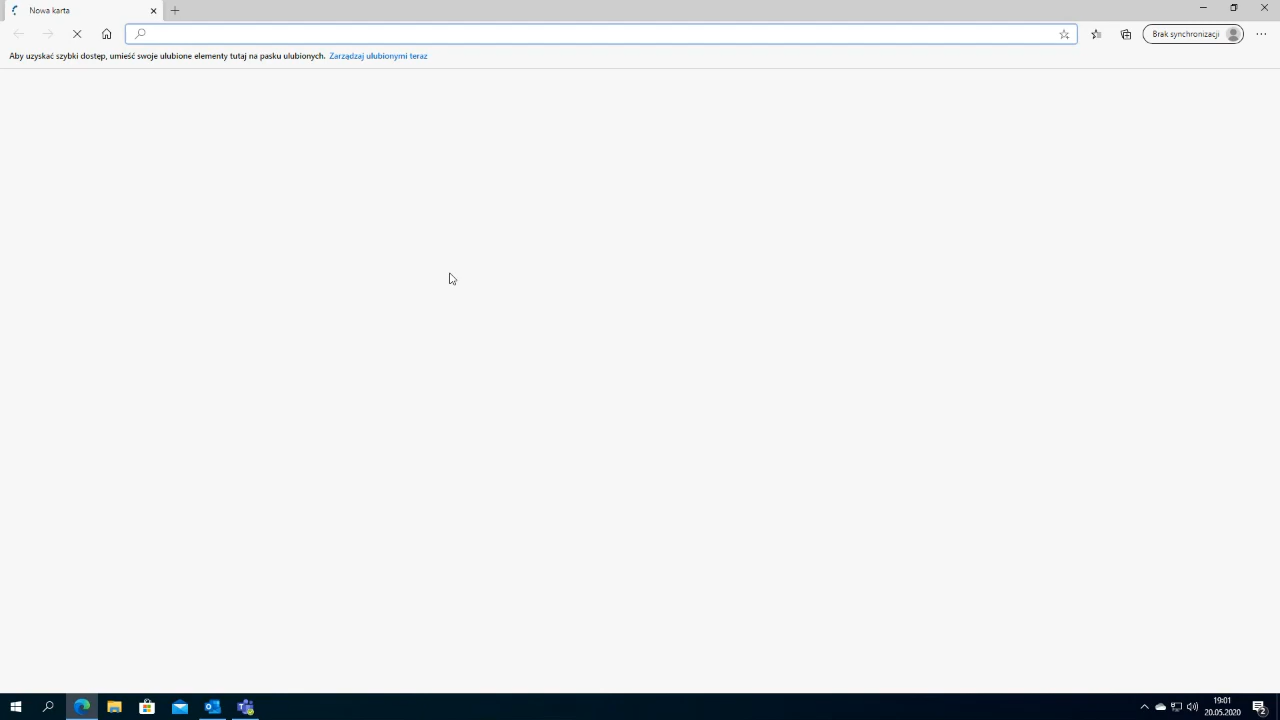 Nowa karta
Brak synchronizacji
Aby uzyskać szybki dostęp, umieść swoje ulubione elementy tutaj na pasku ulubionych. Zarządzaj ulubionymi teraz
19:01
20.05.2020
2